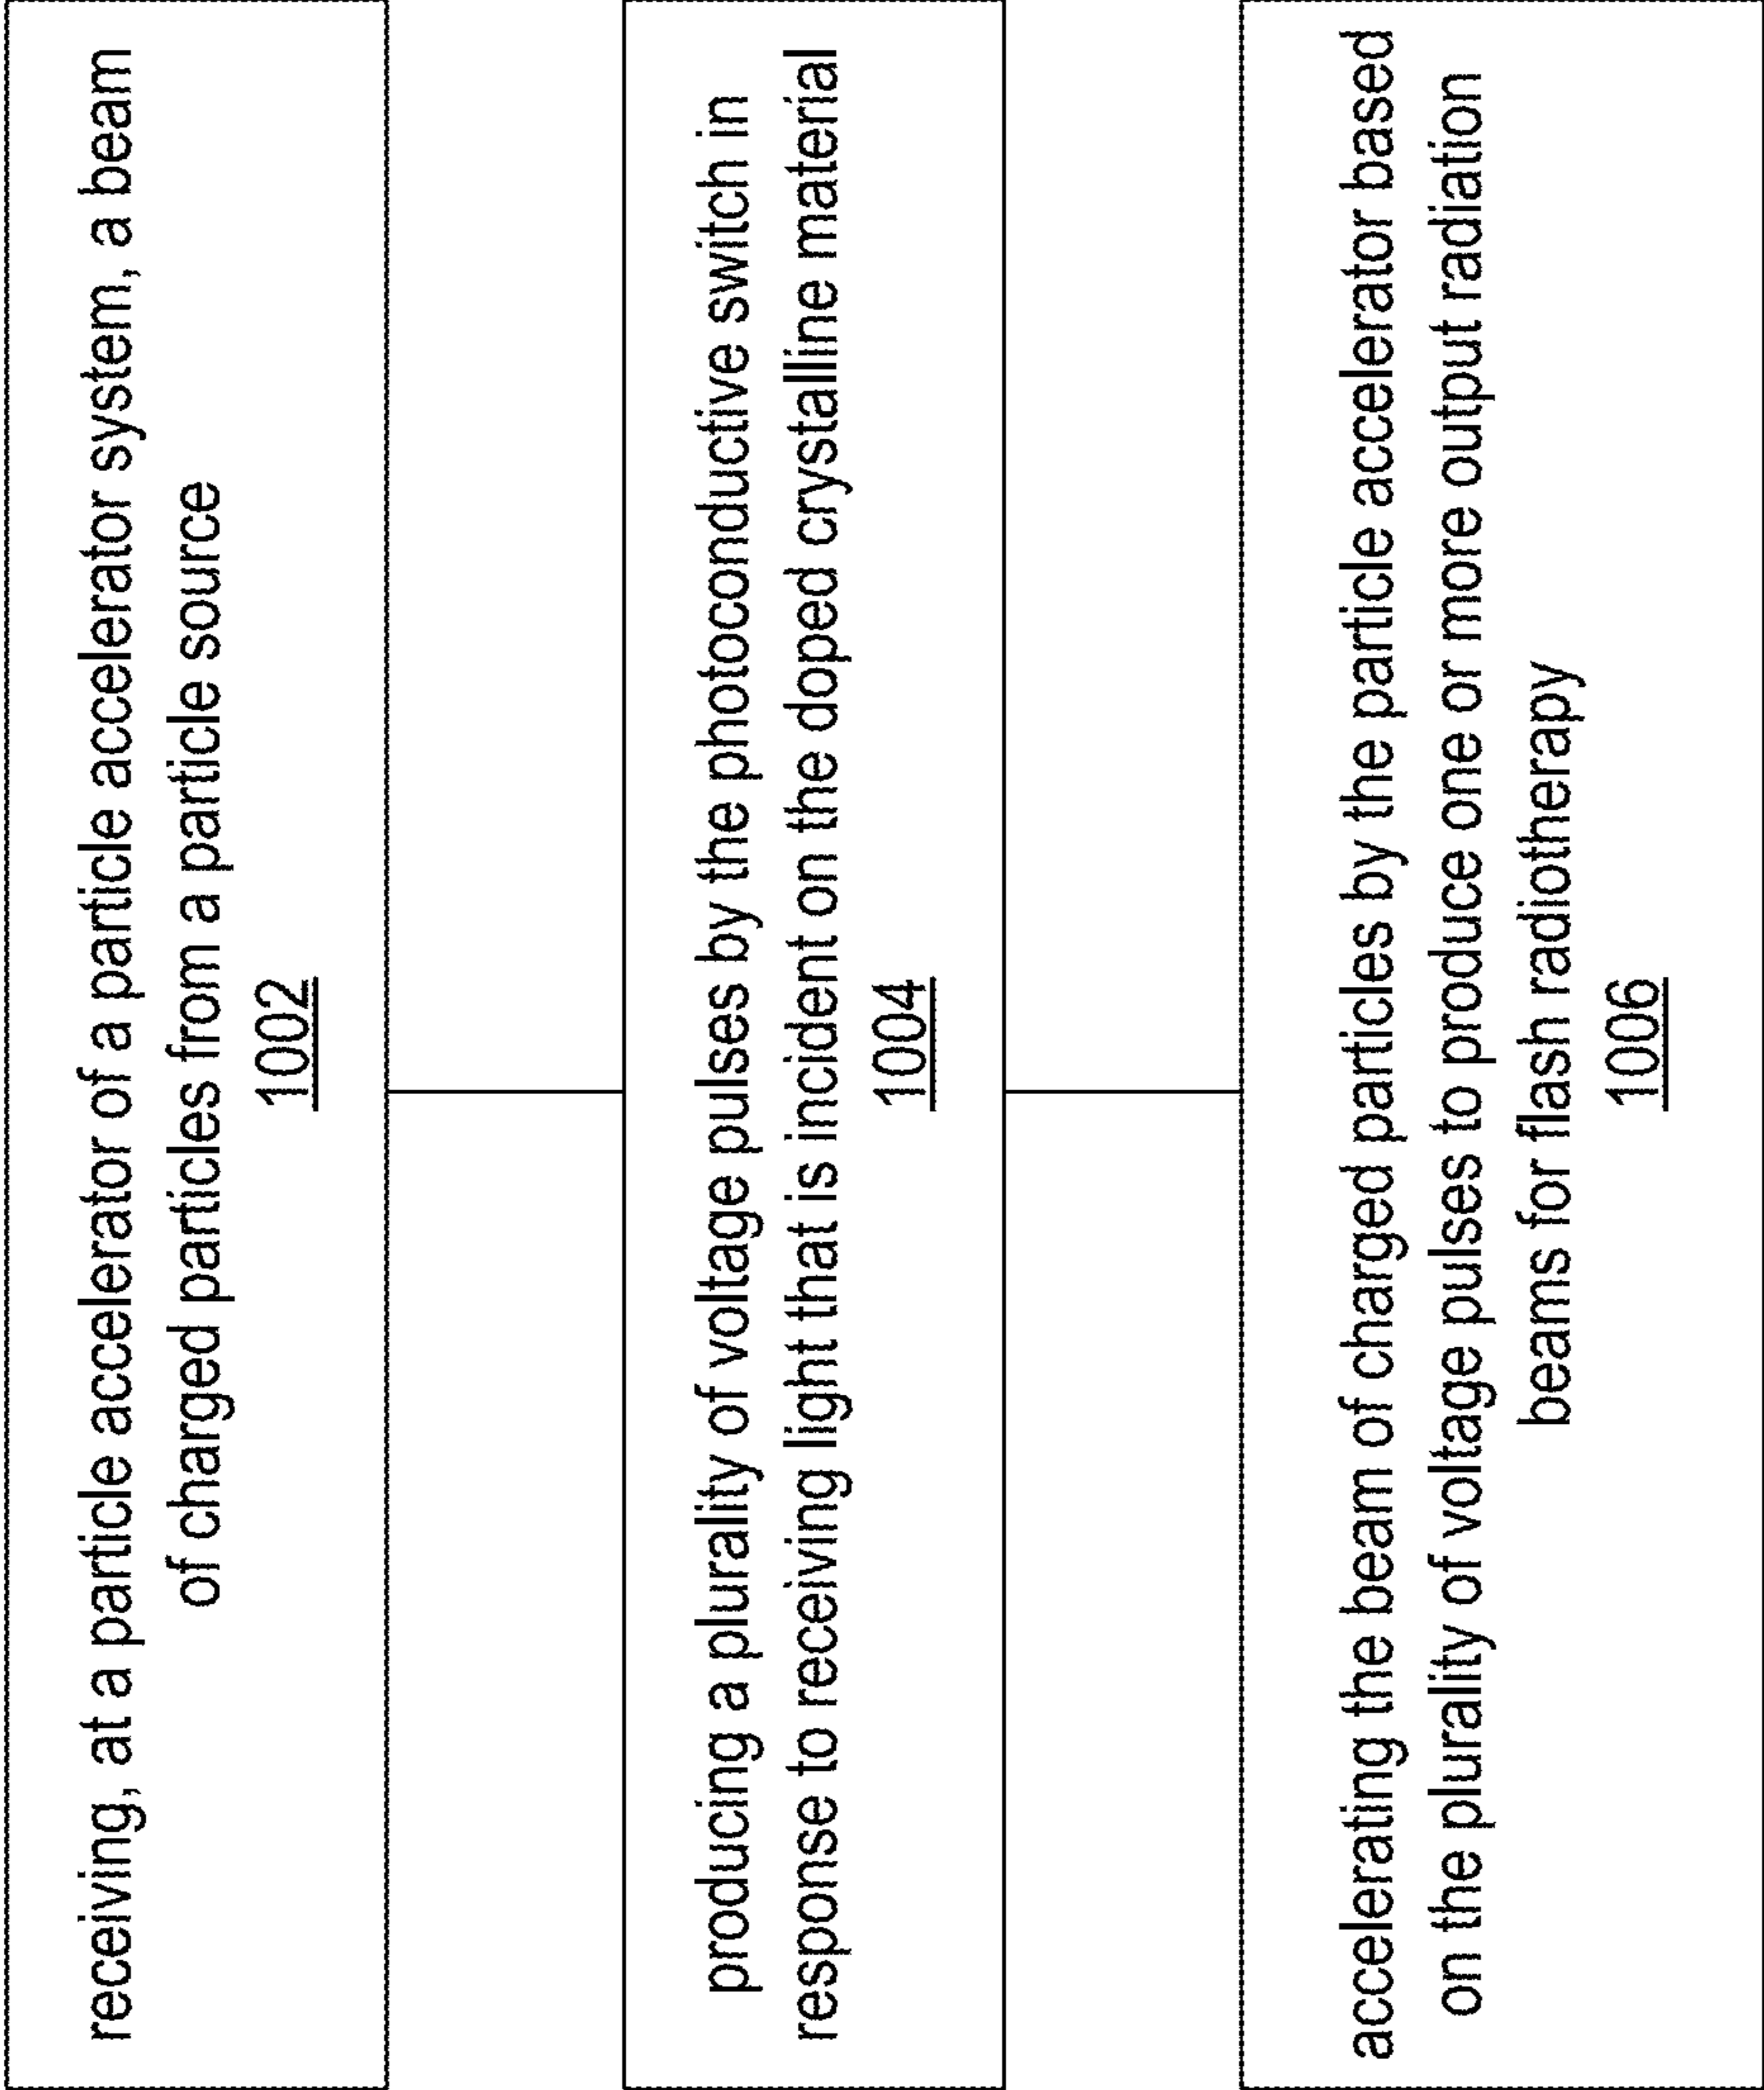 receiving, at a particle accelerator of a particle accelerator system, a beam
of charged particles from a particle source
1002
producing a plurality of voltage pulses by the photoconductive switch in
response to receiving light that is incident on the doped crystalline material
1004
accelerating the beam of charged particles by the particle accelerator based
on the plurality of voltage pulses to produce one or more output radiation
beams for flash radiotherapy
1006